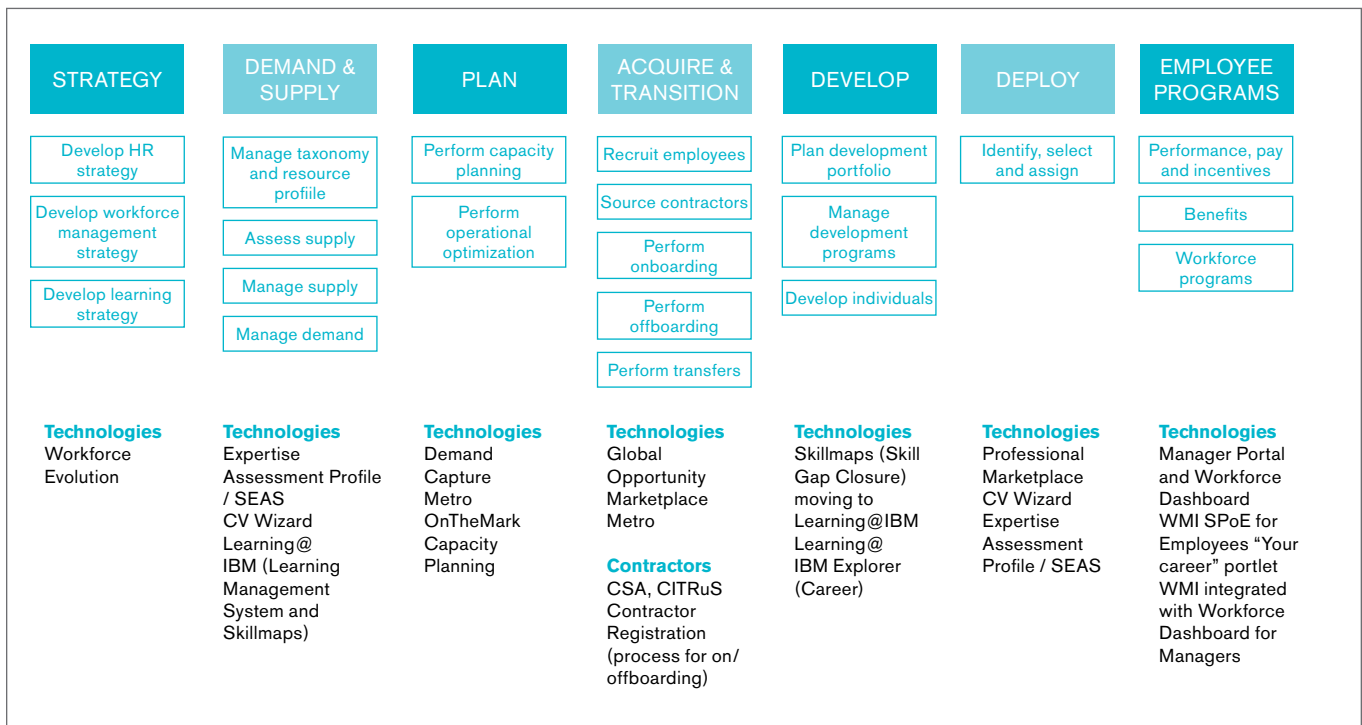 STRATEGY
Develop HR
strategy
Develop workforce
management
strategy
Develop learning
strategy
Technologies
Workforce
Evolution
DEMAND &
SUPPLY
Manage taxonomy
and resource
profiile
Assess supply
Manage supply
Manage demand
Technologies
Expertise
Assessment Profile
/ SEAS
CV Wizard
Learning@
IBM (Learning
Management
System and
Skillmaps)
PLAN
Perform capacity
planning
Perform
operational
optimization
Technologies
Demand
Capture
Metro
OnTheMark
Capacity
Planning
ACQUIRE &
TRANSITION
Recruit employees
Source contractors
Perform
onboarding
Perform
offboarding
Perform transfers
Technologies
Global
Opportunity
Marketplace
Metro
Contractors
CSA, CITRuS
Contractor
Registration
(process for on/
offboarding)
DEVELOP
Plan development
portfolio
Manage
development
programs
Develop individuals
Technologies
Skillmaps (Skill
Gap Closure)
moving to
Learning@IBM
Learning@
IBM Explorer
(Career)
DEPLOY
Identify, select
and assign
Technologies
Professional
Marketplace
CV Wizard
Expertise
Assessment
Profile / SEAS
EMPLOYEE
PROGRAMS
Performance, pay
and incentives
Benefits
Workforce
programs
Technologies
Manager Portal
and Workforce
Dashboard
WMI SPoE for
Employees “Your
career” portlet
WMI integrated
with Workforce
Dashboard for
Managers